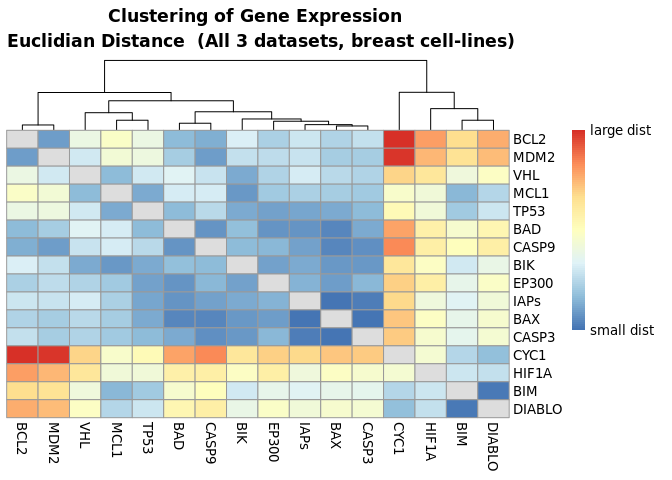 Clustering of Gene Expression
Euclidian Distance  (All 3 datasets, breast cell-lines)
large dist
small dist
BCL2
MDM2
VHL
MCL1
TP53
BAD
CASP9
BIK
EP300
IAPs
BAX
CASP3
CYC1
HIF1A
BIM
DIABLO
BCL2
MDM2
VHL
MCL1
TP53
BAD
CASP9
BIK
EP300
IAPs
BAX
CASP3
CYC1
HIF1A
BIM
DIABLO